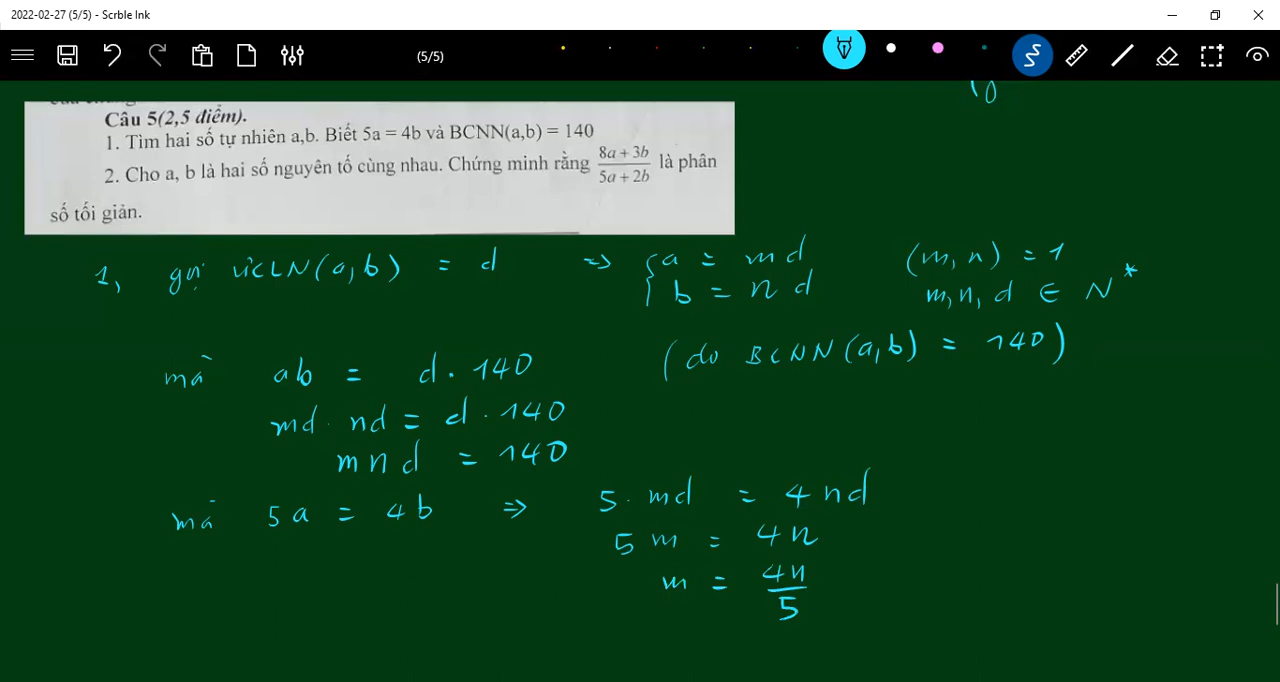 2022-02-27 (5/5) - Scrble Ink
(5/5)
Câu 5(2,5 điểm).
1. Tìm hai số tự nhiên a,b. Biết 5a = 4b và BCNN(a,b) = 140
2. Cho a, b là hai số nguyên tố cùng nhau. Chứng minh rằng (8a + 3b)/(5a + 2b) là phân
số tối giản.
1, gọi ƯCLN(a,b) = d => { a = md (m,n) = 1
b = nd m,n,d ∈ N*
mà ab = d . 140 (do BCNN(a,b) = 140)
md . nd = d . 140
mnd = 140
mà 5a = 4b => 5 . md = 4nd
5m = 4n
m = 4n/5